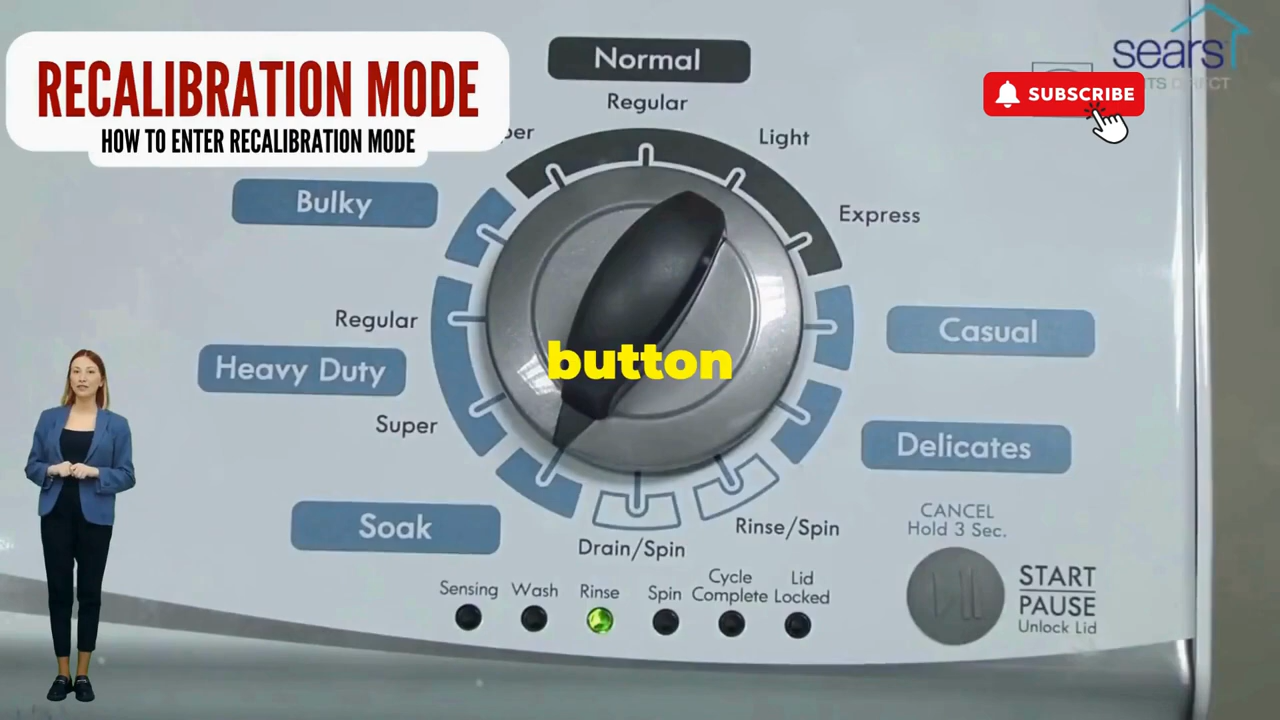 RECALIBRATION MODE
HOW TO ENTER RECALIBRATION MODE
sears
DIRECT
SUBSCRIBE
Normal
Regular
Light
Express
Bulky
Regular
Heavy Duty
Super
Casual
Delicates
button
Soak
Drain/Spin
Rinse/Spin
CANCEL
Hold 3 Sec.
Sensing
Wash
Rinse
Spin
Cycle
Complete
Lid
Locked
START
PAUSE
Unlock Lid